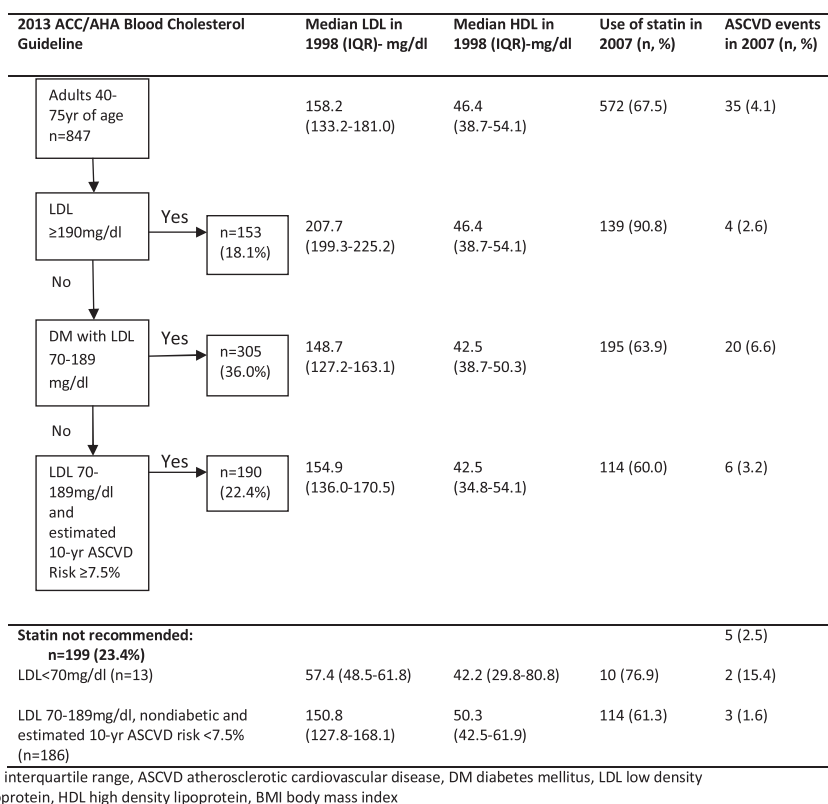 2013 ACC/AHA Blood Cholesterol Guideline
Median LDL in 1998 (IQR)- mg/dl
Median HDL in 1998 (IQR)-mg/dl
Use of statin in 2007 (n, %)
ASCVD events in 2007 (n, %)
Adults 40-
75yr of age
n=847
158.2
(133.2-181.0)
46.4
(38.7-54.1)
572 (67.5)
35 (4.1)
LDL
≥190mg/dl
Yes
n=153
(18.1%)
207.7
(199.3-225.2)
46.4
(38.7-54.1)
139 (90.8)
4 (2.6)
No
DM with LDL
70-189
mg/dl
Yes
n=305
(36.0%)
148.7
(127.2-163.1)
42.5
(38.7-50.3)
195 (63.9)
20 (6.6)
No
LDL 70-
189mg/dl
and
estimated
10-yr ASCVD
Risk ≥7.5%
Yes
n=190
(22.4%)
154.9
(136.0-170.5)
42.5
(34.8-54.1)
114 (60.0)
6 (3.2)
Statin not recommended:
n=199 (23.4%)
5 (2.5)
LDL<70mg/dl (n=13)
57.4 (48.5-61.8)
42.2 (29.8-80.8)
10 (76.9)
2 (15.4)
LDL 70-189mg/dl, nondiabetic and
estimated 10-yr ASCVD risk <7.5%
(n=186)
150.8
(127.8-168.1)
50.3
(42.5-61.9)
114 (61.3)
3 (1.6)
interquartile range, ASCVD atherosclerotic cardiovascular disease, DM diabetes mellitus, LDL low density
oprotein, HDL high density lipoprotein, BMI body mass index